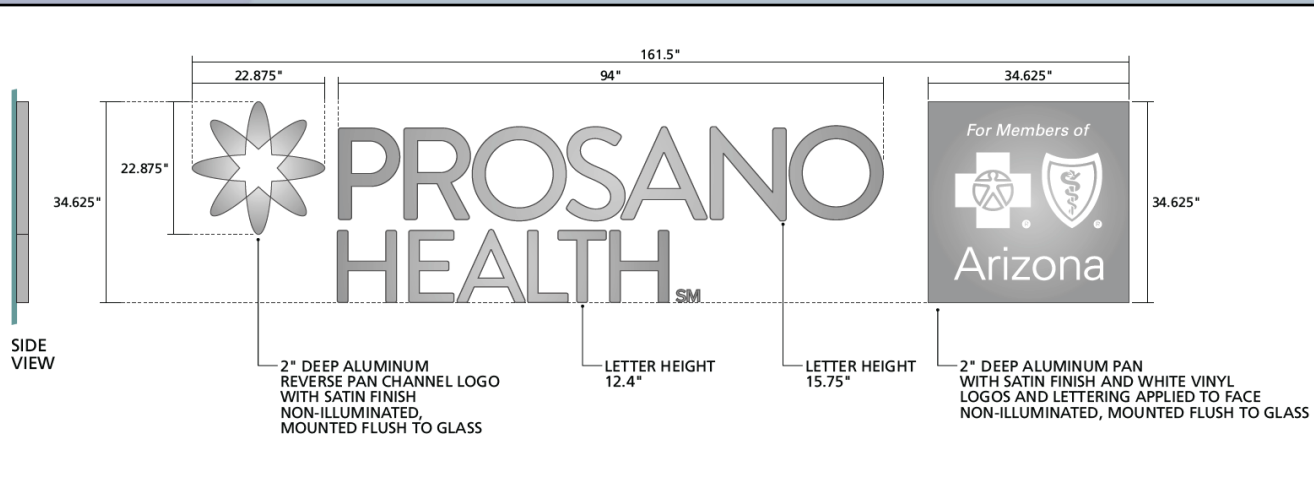 161.5"
22.875"
94"
34.625"
For Members of
22.875"
34.625"
34.625"
PROSANO
HEALTH SM
® ®
Arizona
SIDE
VIEW
2" DEEP ALUMINUM
REVERSE PAN CHANNEL LOGO
WITH SATIN FINISH
NON-ILLUMINATED,
MOUNTED FLUSH TO GLASS
LETTER HEIGHT
12.4"
LETTER HEIGHT
15.75"
2" DEEP ALUMINUM PAN
WITH SATIN FINISH AND WHITE VINYL
LOGOS AND LETTERING APPLIED TO FACE
NON-ILLUMINATED, MOUNTED FLUSH TO GLASS